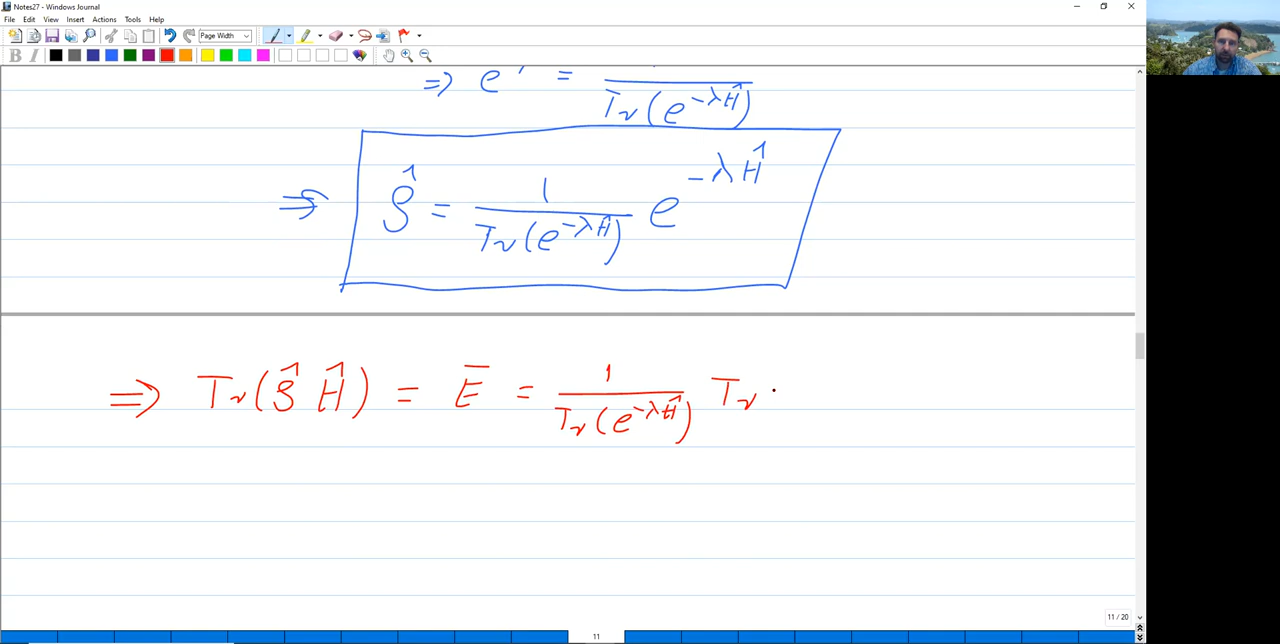 Notes27 - Windows Journal
File Edit View Insert Actions Tools Help
Page Width
B I
⇒ e = / Tr(e^{-λĤ})
⇒ ρ̂ = 1/Tr(e^{-λĤ}) e^{-λĤ}
⇒ Tr(ρ̂ Ĥ) = Ē = 1/Tr(e^{-λĤ}) Tr
11 / 20
11